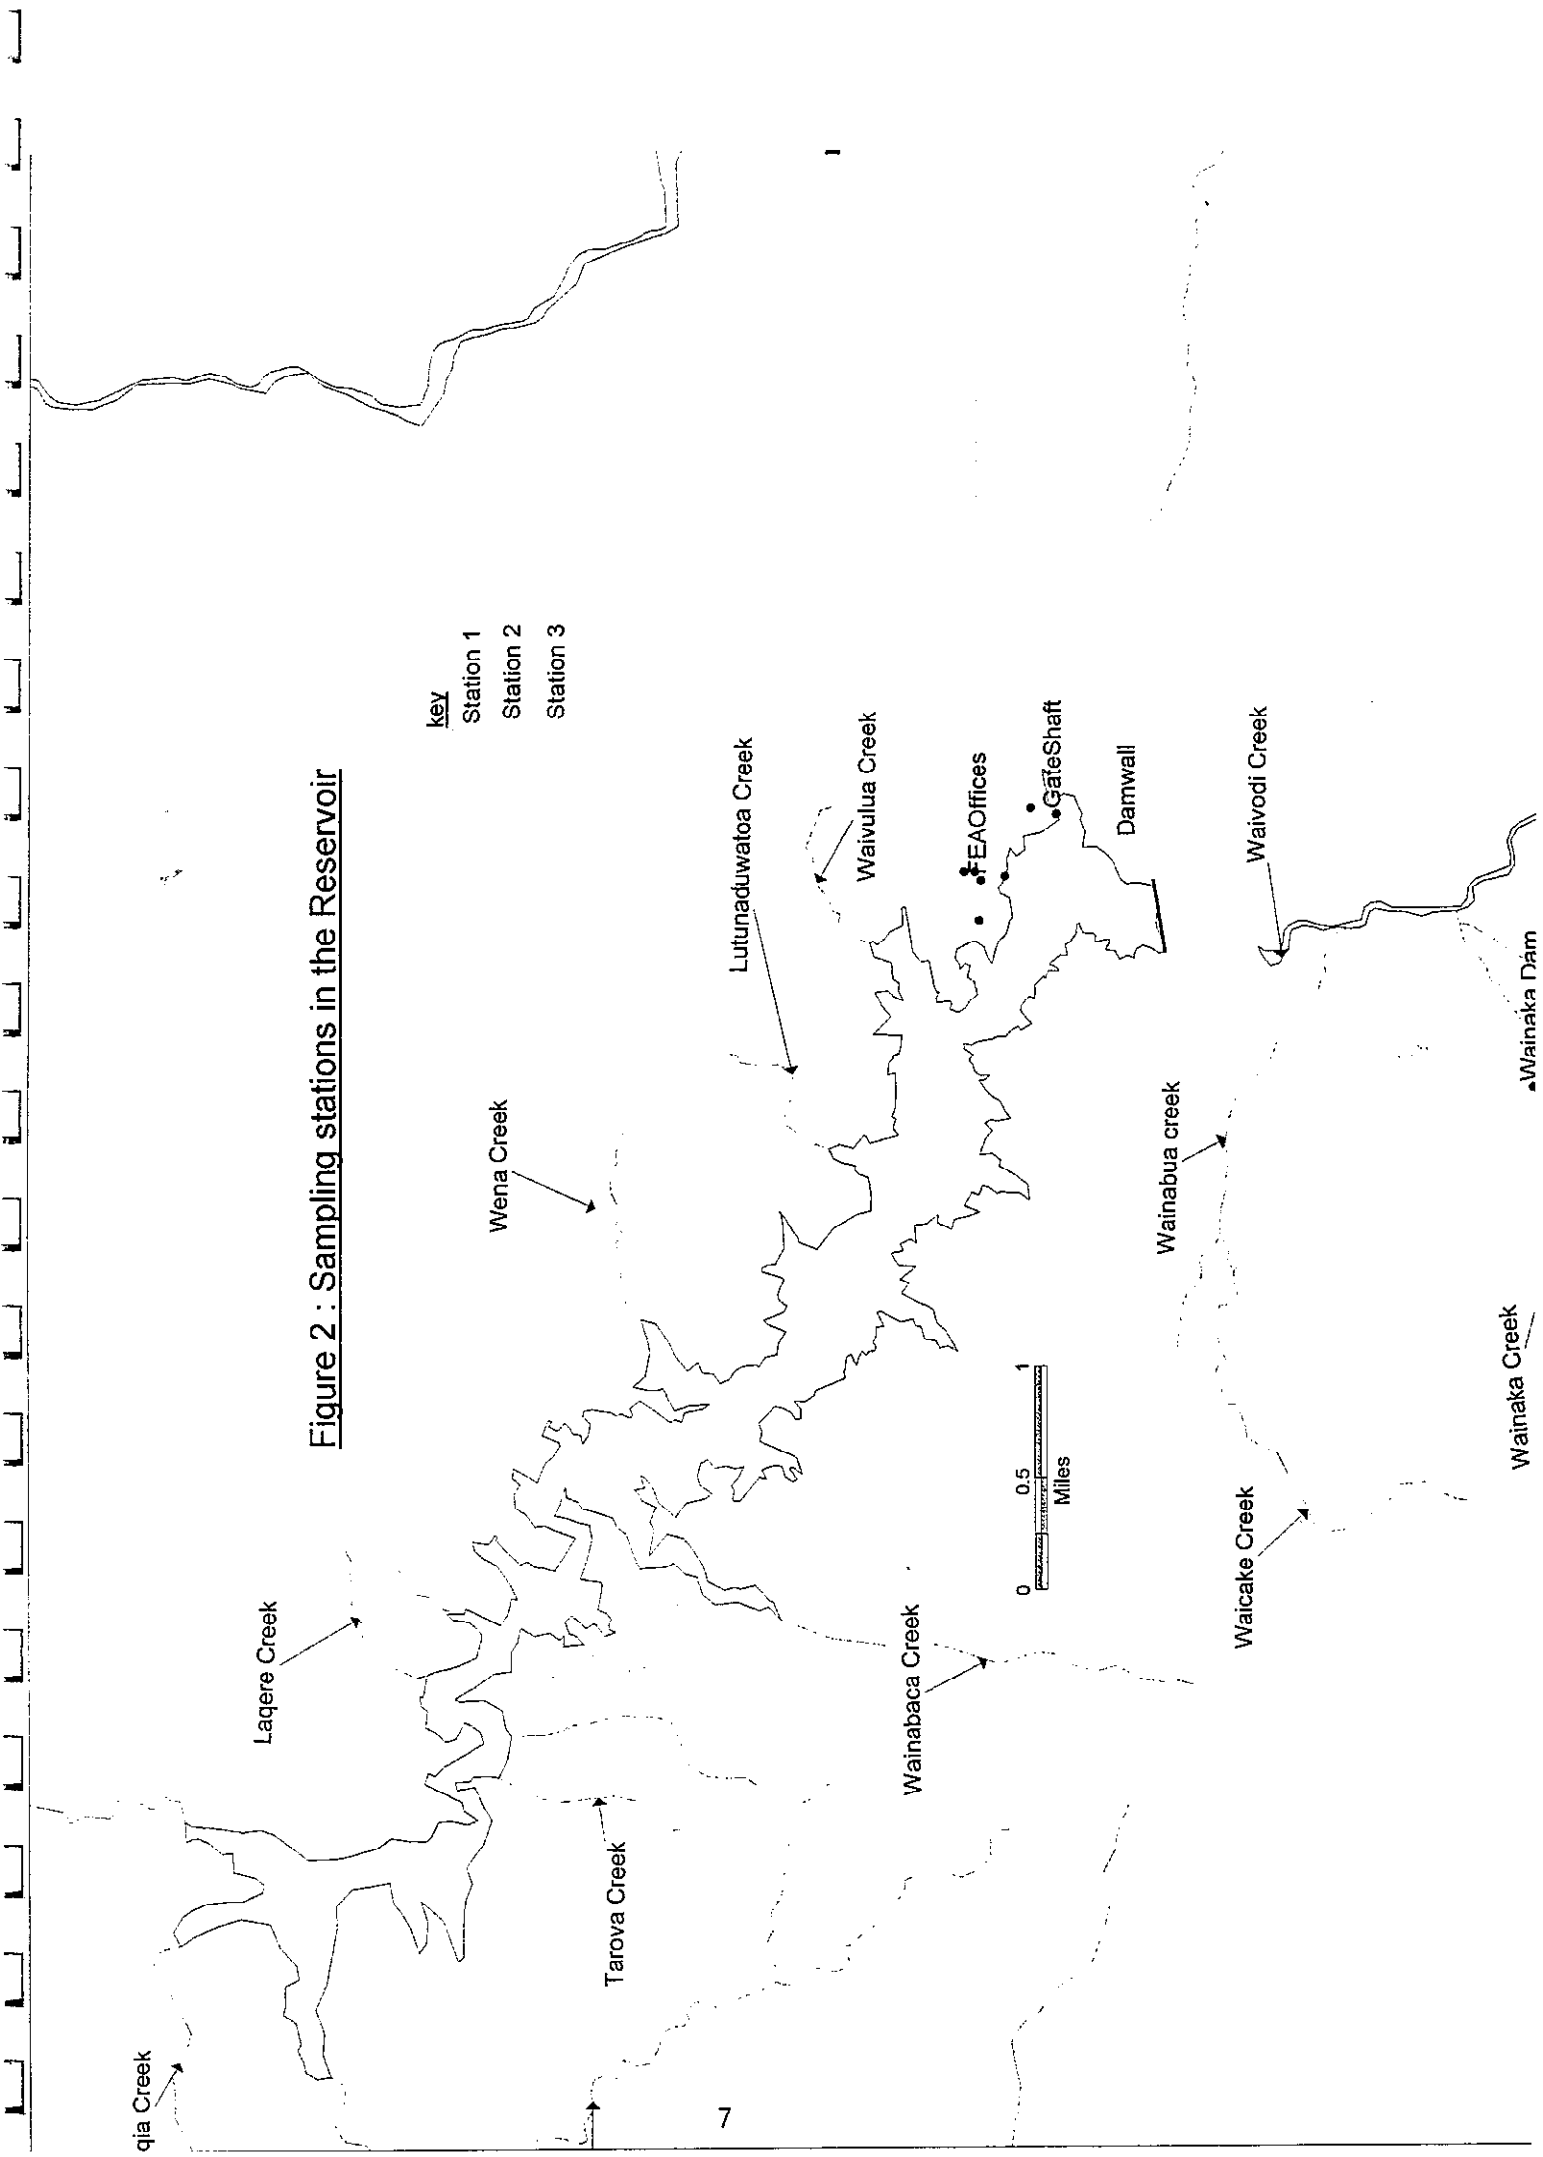 Figure 2 : Sampling stations in the Reservoir
key
Station 1
Station 2
Station 3
qia Creek
Laqere Creek
Wena Creek
Tarova Creek
Lutunaduwatoa Creek
Waivulua Creek
FEAOffices
GateShaft
Damwall
Wainabaca Creek
0 0.5 1
Miles
Wainabua creek
Waivodi Creek
Waicake Creek
Wainaka Creek
Wainaka Dam
7